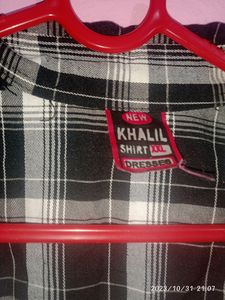 NEW
KHALIL
SHIRT XXL
DRESSES
2023/10/31 21:07